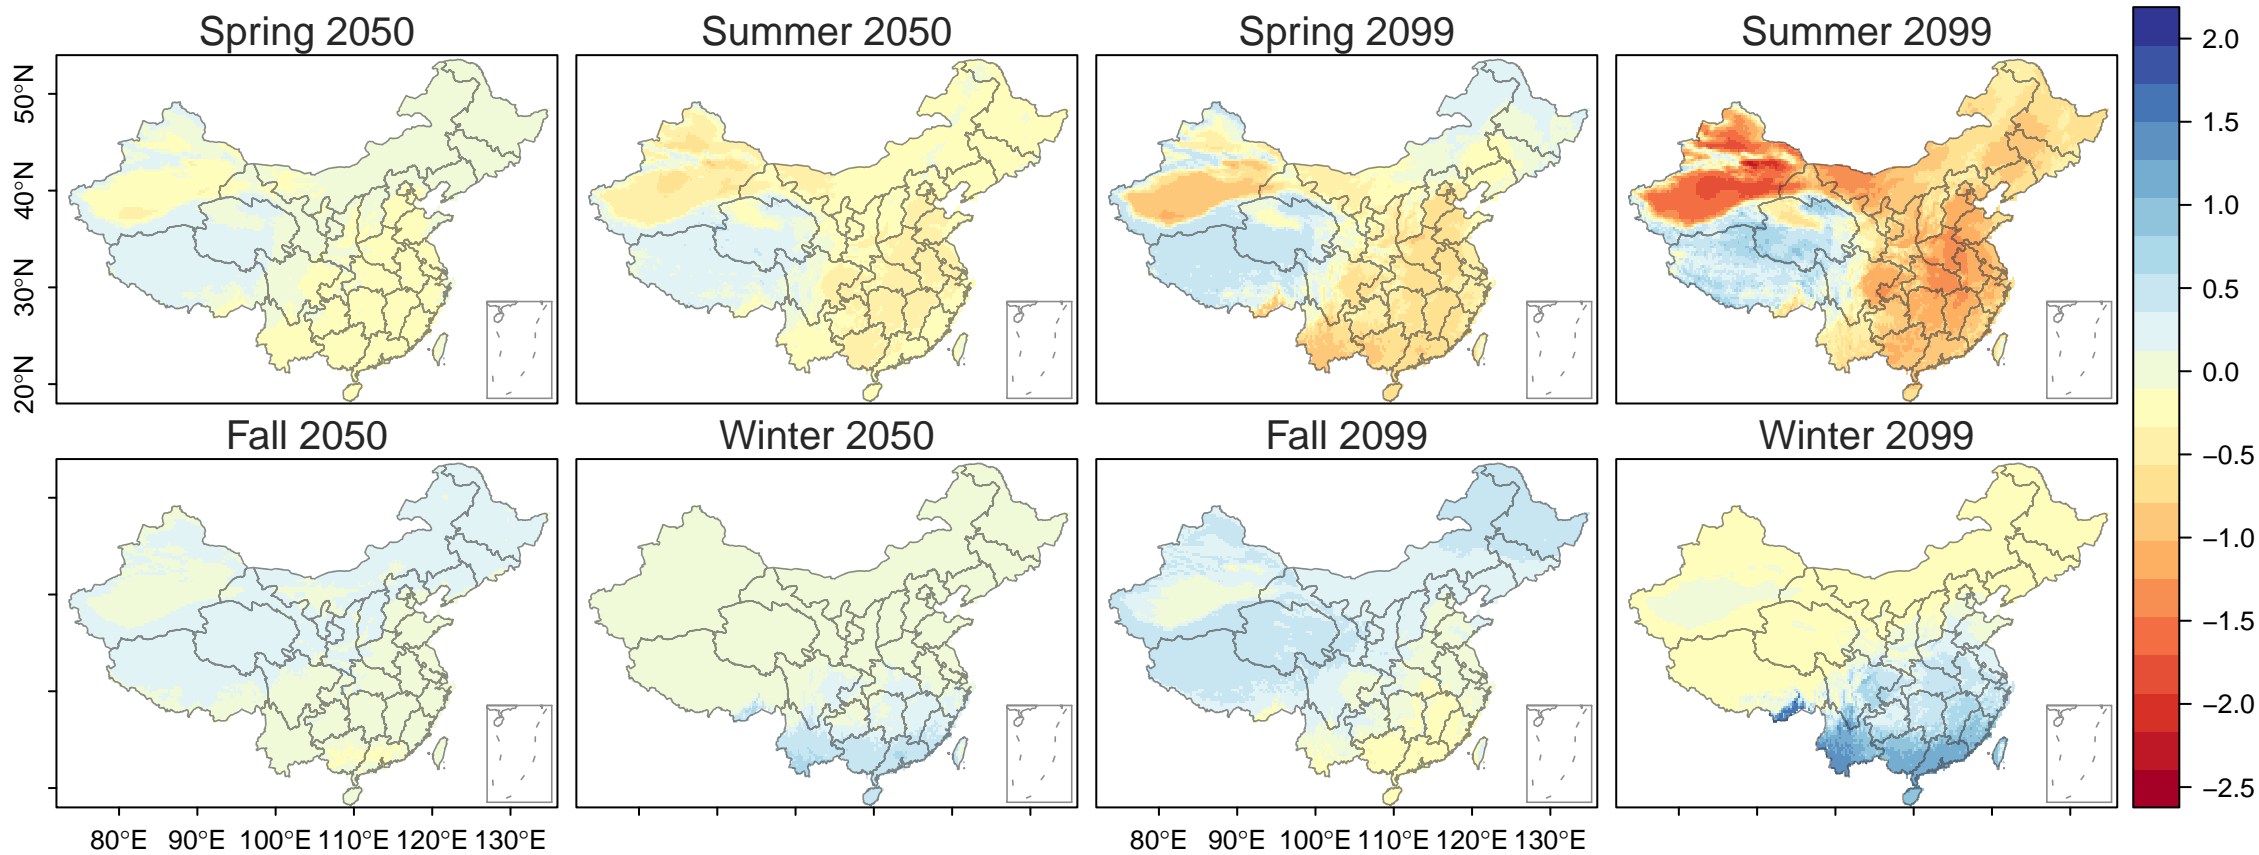 Spring 2050
Summer 2050
Spring 2099
Summer 2099
50°N
40°N
30°N
20°N
Fall 2050
Winter 2050
Fall 2099
Winter 2099
80°E 90°E 100°E 110°E 120°E 130°E
80°E 90°E 100°E 110°E 120°E 130°E
2.0
1.5
1.0
0.5
0.0
−0.5
−1.0
−1.5
−2.0
−2.5